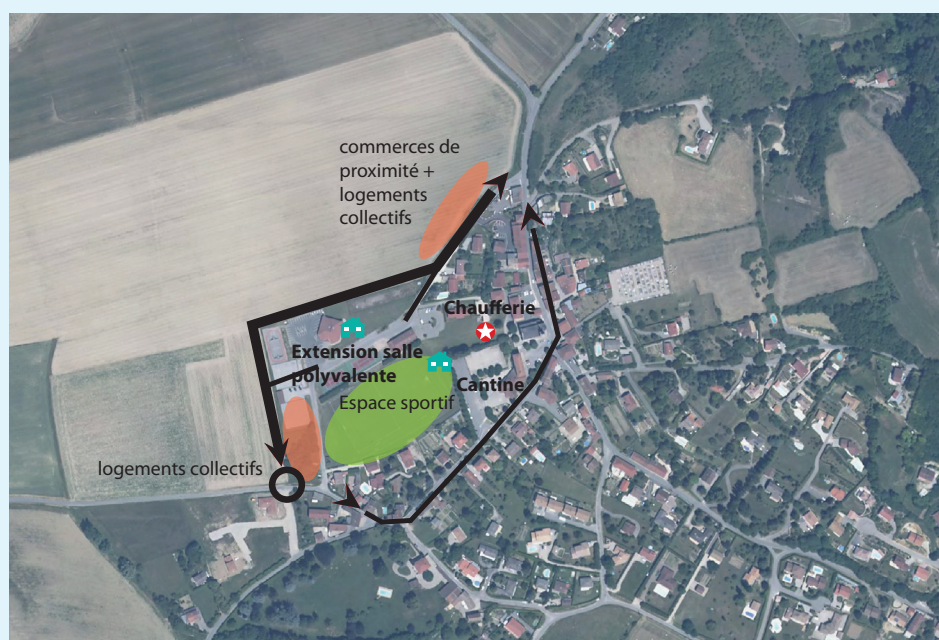 commerces de
proximité +
logements
collectifs
Chaufferie
Extension salle
polyvalente
Cantine
Espace sportif
logements collectifs